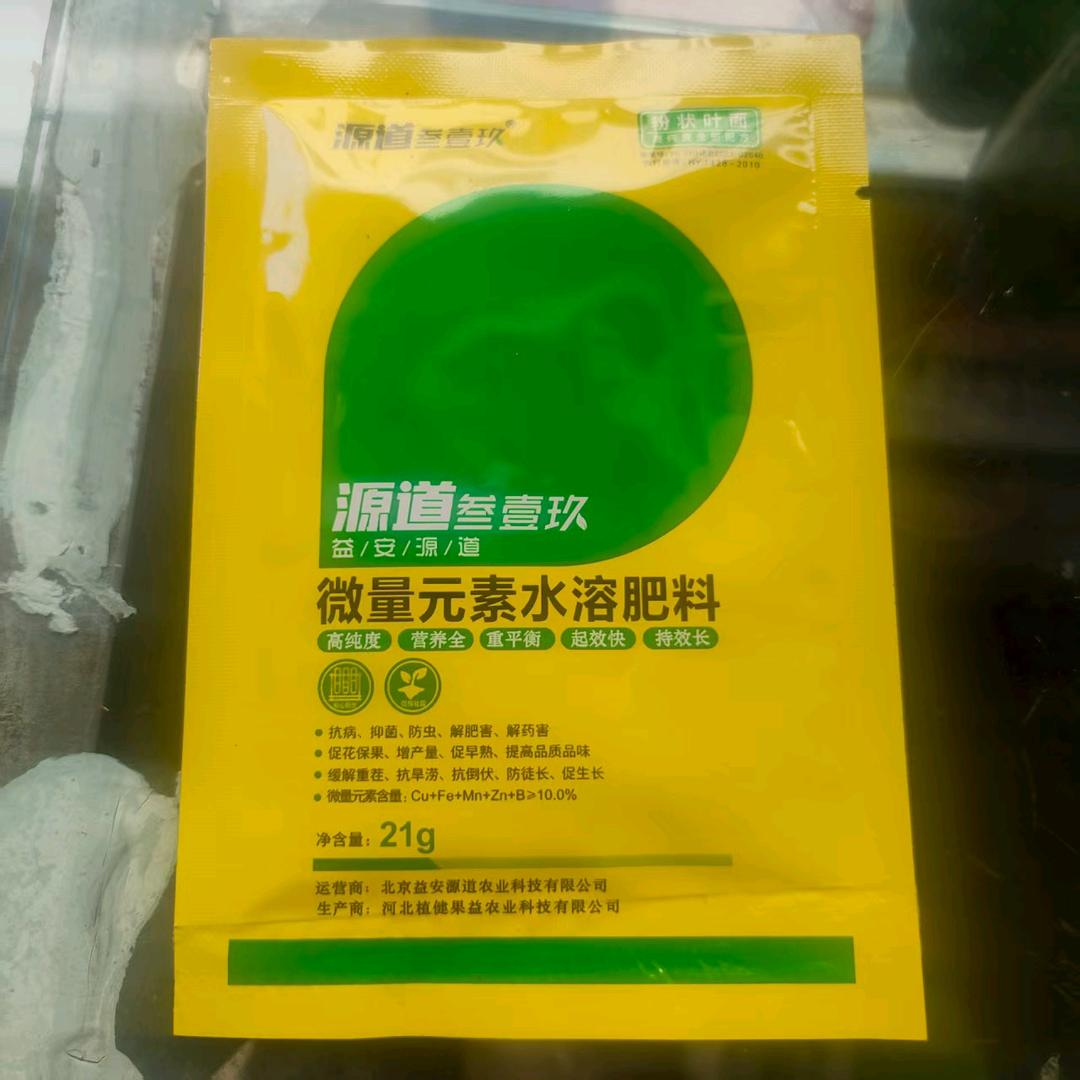 源道叁壹玖
粉状叶面
源道叁壹玖
益/安/源/道
微量元素水溶肥料
高纯度 营养全 重平衡 起效快 持效长
抗病、抑菌、防虫、解肥害、解药害
促花保果、增产量、促早熟、提高品质品味
缓解重茬、抗旱涝、抗倒伏、防徒长、促生长
微量元素含量:Cu+Fe+Mn+Zn+B≥10.0%
净含量:21g
运营商:北京益安源道农业科技有限公司
生产商:河北植健果益农业科技有限公司